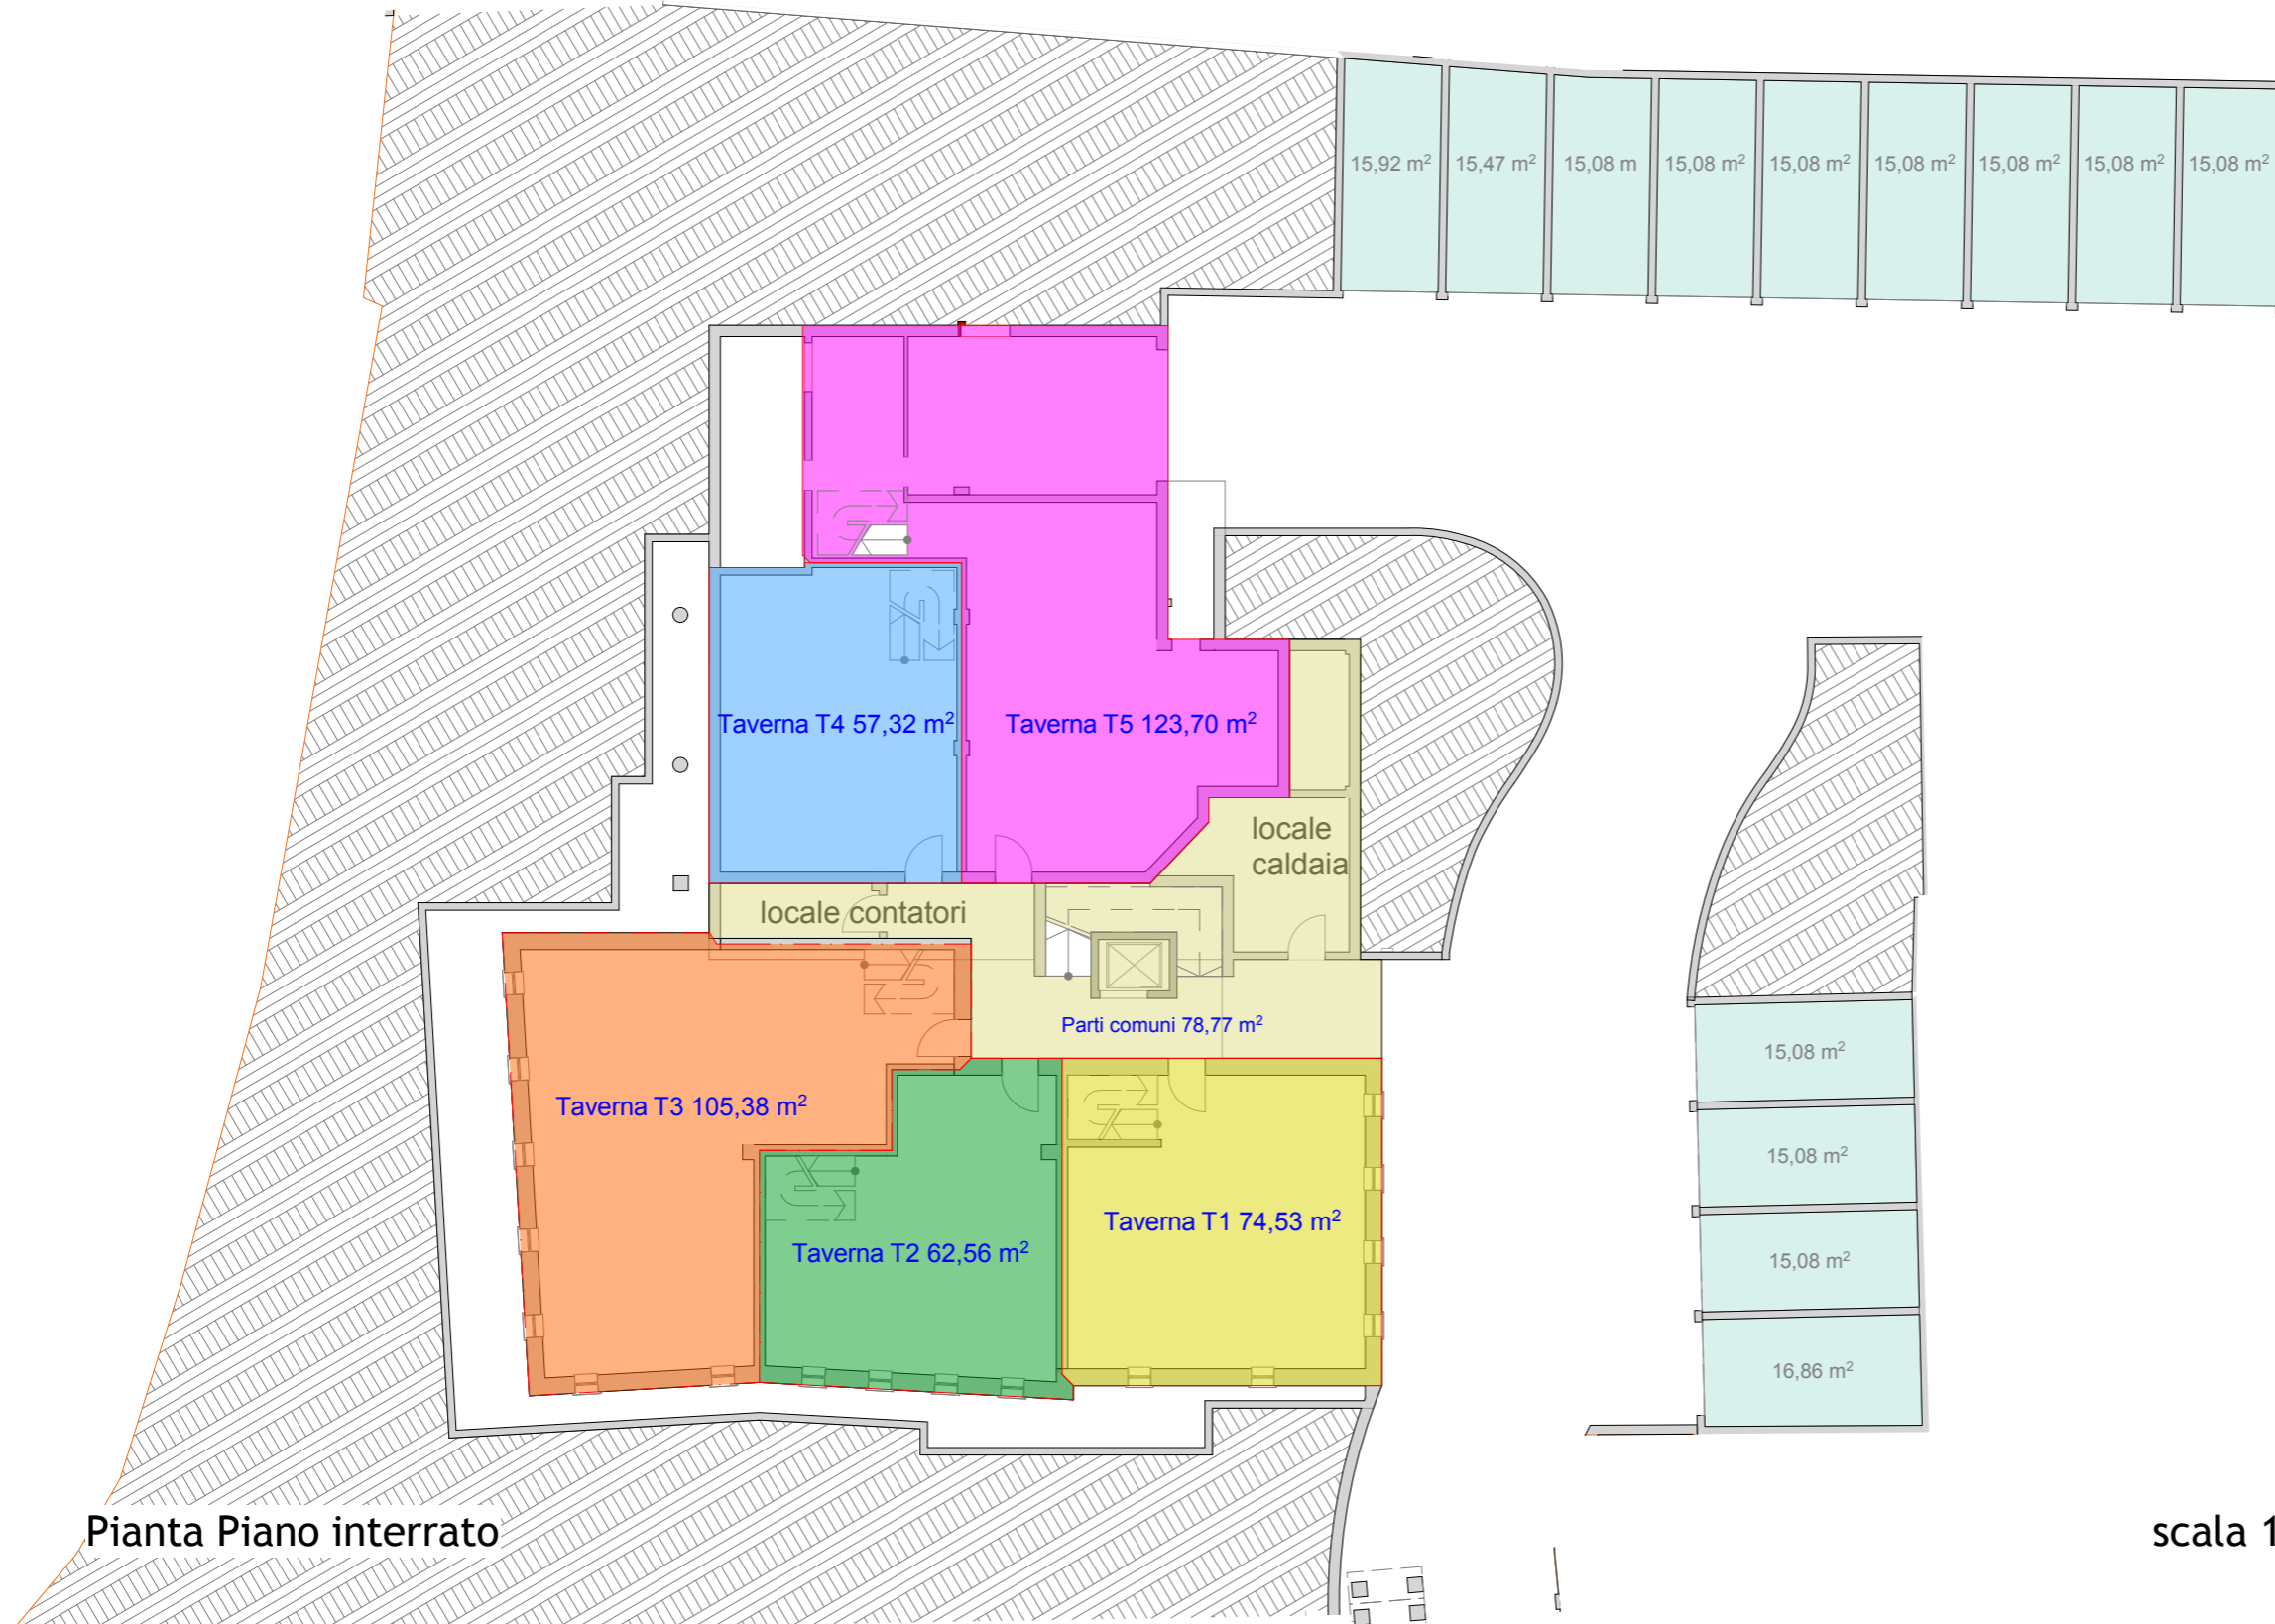 15,92 m²
15,47 m²
15,08 m
15,08 m²
15,08 m²
15,08 m²
15,08 m²
15,08 m²
15,08 m²
Taverna T4 57,32 m²
Taverna T5 123,70 m²
locale
caldaia
locale contatori
Parti comuni 78,77 m²
15,08 m²
Taverna T3 105,38 m²
15,08 m²
Taverna T1 74,53 m²
Taverna T2 62,56 m²
15,08 m²
16,86 m²
Pianta Piano interrato
scala 1